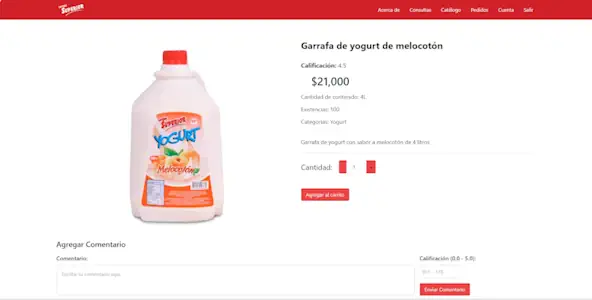 SUPERIOR
Acerca de Consultas Catálogo Pedidos Cuenta Salir
Garrafa de yogurt de melocotón
Calificación: 4.5
$21,000
Cantidad de contenido: 4L
Existencias: 100
Categoría: Yogurt
Garrafa de yogurt con sabor a melocotón de 4 litros
YOGURT
Melocotón
Cantidad: - 1 +
Agregar al carrito
Agregar Comentario
Comentario:
Calificación (0.0 - 5.0):
Escribe su comentario aquí
Enviar Comentario